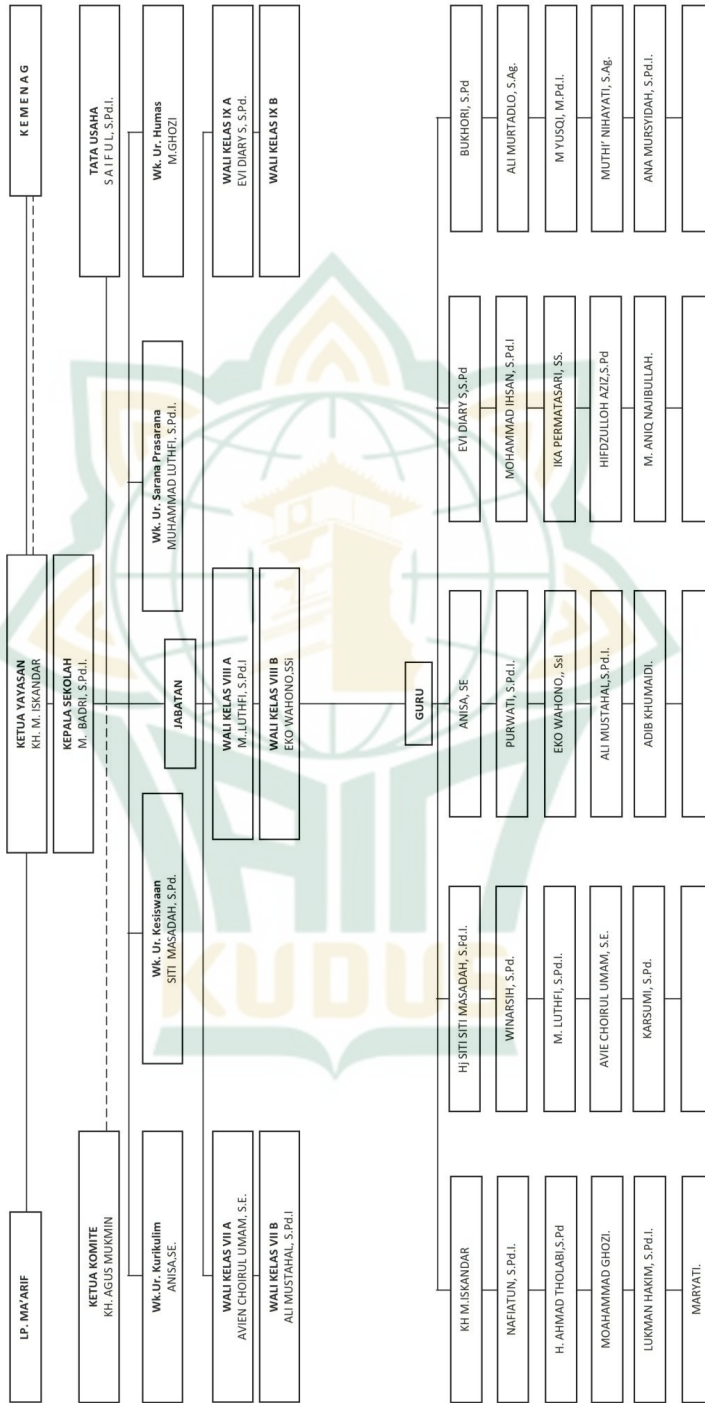 LP. MA'ARIF
KETUA YAYASAN
KH. M. ISKANDAR
K E M E N A G
KEPALA SEKOLAH
M. BADRI, S.Pd.I.
KETUA KOMITE
KH. AGUS MUKMIN
TATA USAHA
S A I F U L, S.Pd.I.
Wk.Ur. Kurikulim
ANISA,SE.
Wk. Ur. Kesiswaan
SITI MASADAH, S.Pd.
Wk. Ur. Sarana Prasarana
MUHAMMAD LUTHFI, S.Pd.I.
Wk. Ur. Humas
M.GHOZI
JABATAN
WALI KELAS VII A
AVIEN CHOIRUL UMAM, S.E.
WALI KELAS VIII A
M..LUTHFI, S.Pd.I
WALI KELAS IX A
EVI DIARY S, S.Pd.
WALI KELAS VII B
ALI MUSTAHAL, S.Pd.I
WALI KELAS VIII B
EKO WAHONO.SSi
WALI KELAS IX B
GURU
KH M.ISKANDAR
Hj SITI SITI MASADAH, S.Pd.I.
ANISA, SE
EVI DIARY S,S.Pd
BUKHORI, S.Pd
NAFIATUN, S.Pd.I.
WINARSIH, S.Pd.
PURWATI, S.Pd.I.
MOHAMMAD IHSAN, S.Pd.I
ALI MURTADLO, S.Ag.
H. AHMAD THOLABI,S.Pd
M. LUTHFI, S.Pd.I.
EKO WAHONO,, SsI
IKA PERMATASARI, SS.
M YUSQI, M.Pd.I.
MOAHAMMAD GHOZI.
AVIE CHOIRUL UMAM, S.E.
ALI MUSTAHAL,S.Pd.I.
HIFDZULLOH AZIZ,S.Pd
MUTHI' NIHAYATI, S.Ag.
LUKMAN HAKIM, S.Pd.I.
KARSUMI, S.Pd.
ADIB KHUMAIDI.
M. ANIQ NAJIBULLAH.
ANA MURSYIDAH, S.Pd.I.
MARYATI.
KUDUS